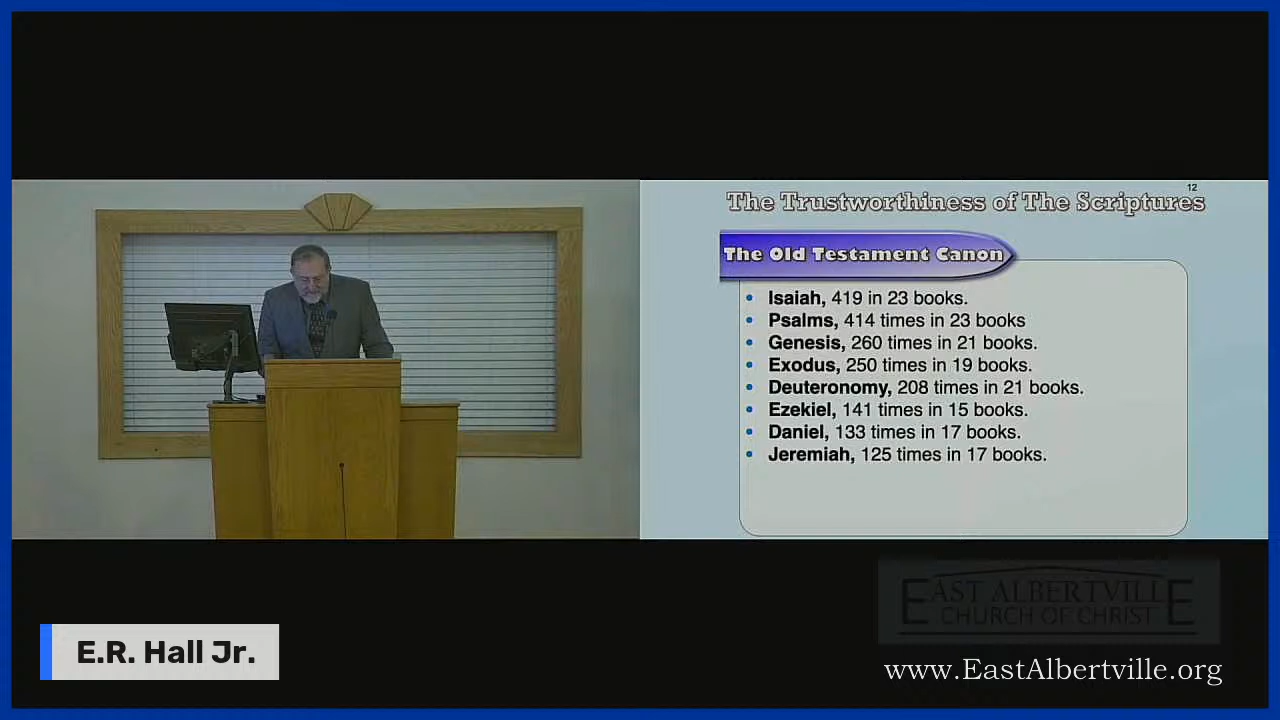 12
The Trustworthiness of The Scriptures
The Old Testament Canon
• Isaiah, 419 in 23 books.
• Psalms, 414 times in 23 books
• Genesis, 260 times in 21 books.
• Exodus, 250 times in 19 books.
• Deuteronomy, 208 times in 21 books.
• Ezekiel, 141 times in 15 books.
• Daniel, 133 times in 17 books.
• Jeremiah, 125 times in 17 books.
EAST ALBERTVILLE
CHURCH OF CHRIST
E.R. Hall Jr.
www.EastAlbertville.org